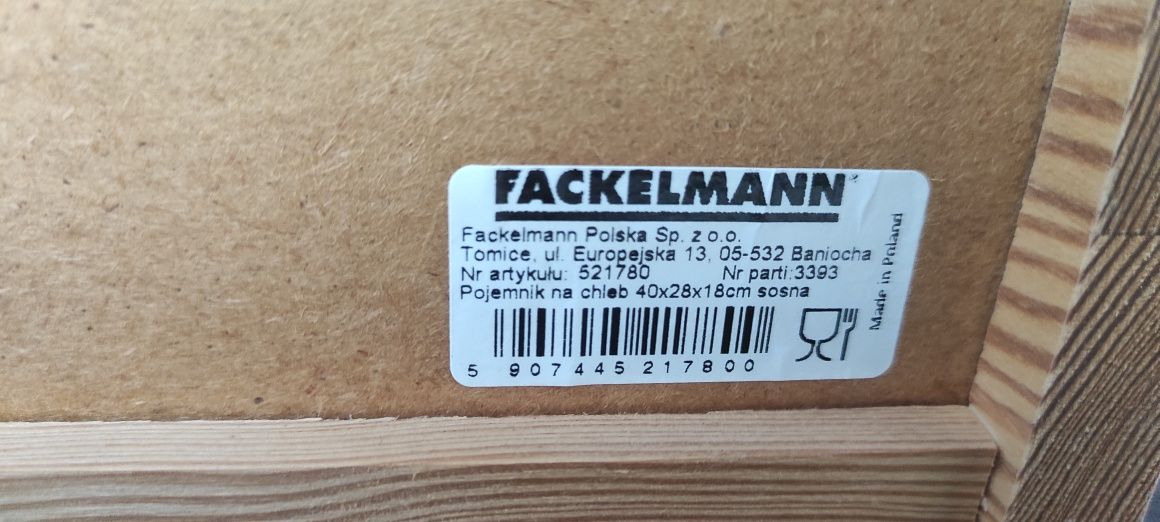 FACKELMANN
Fackelmann Polska Sp. z o.o.
Tomice, ul. Europejska 13, 05-532 Baniocha
Nr artykułu: 521780 Nr parti:3393
Pojemnik na chleb 40x28x18cm sosna
5 907445 217800
Made in Poland